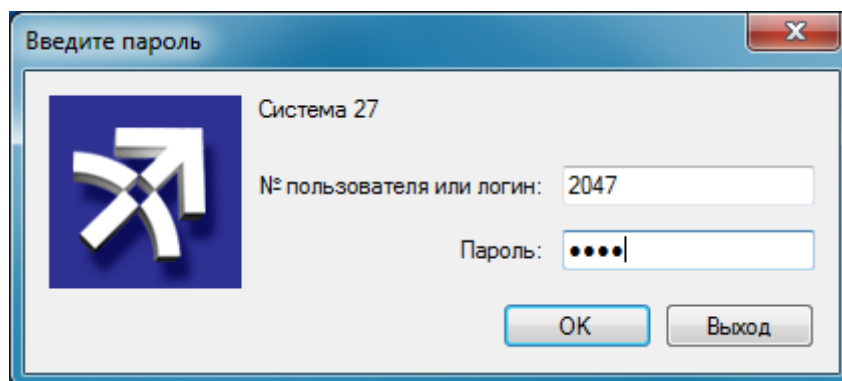 Введите пароль
Система 27
№ пользователя или логин: 2047
Пароль: ●●●●
OK Выход